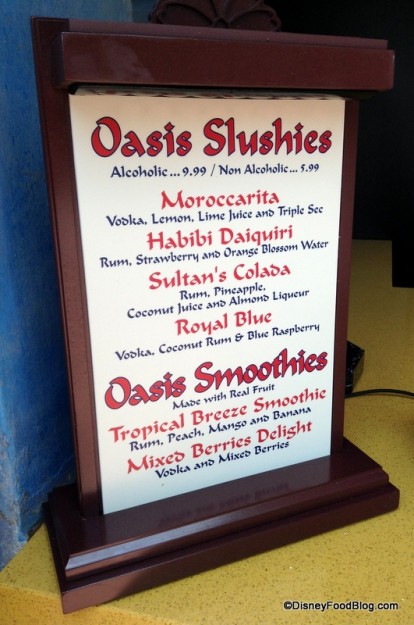 Oasis Slushies
Alcoholic... 9.99 / Non Alcoholic... 5.99
Moroccarita
Vodka, Lemon, Lime Juice and Triple Sec
Habibi Daiquiri
Rum, Strawberry and Orange Blossom Water
Sultan's Colada
Rum, Pineapple,
Coconut Juice and Almond Liqueur
Royal Blue
Vodka, Coconut Rum & Blue Raspberry
Oasis Smoothies
Made with Real Fruit
Tropical Breeze Smoothie
Rum, Peach, Mango and Banana
Mixed Berries Delight
Vodka and Mixed Berries
©DisneyFoodBlog.com